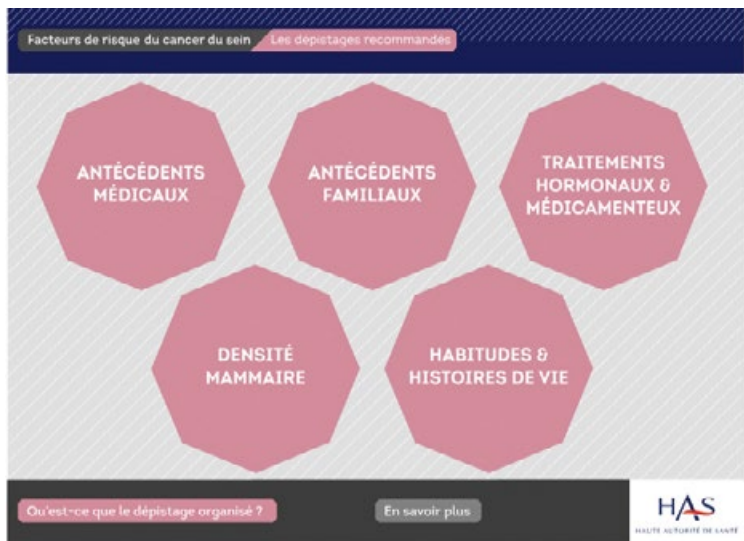 Facteurs de risque du cancer du sein
Les dépistages recommandés
ANTÉCÉDENTS
MÉDICAUX
ANTÉCÉDENTS
FAMILIAUX
TRAITEMENTS
HORMONAUX &
MÉDICAMENTEUX
DENSITÉ
MAMMAIRE
HABITUDES &
HISTOIRES DE VIE
Qu'est-ce que le dépistage organisé ?
En savoir plus
HAS
HAUTE AUTORITÉ DE SANTÉ